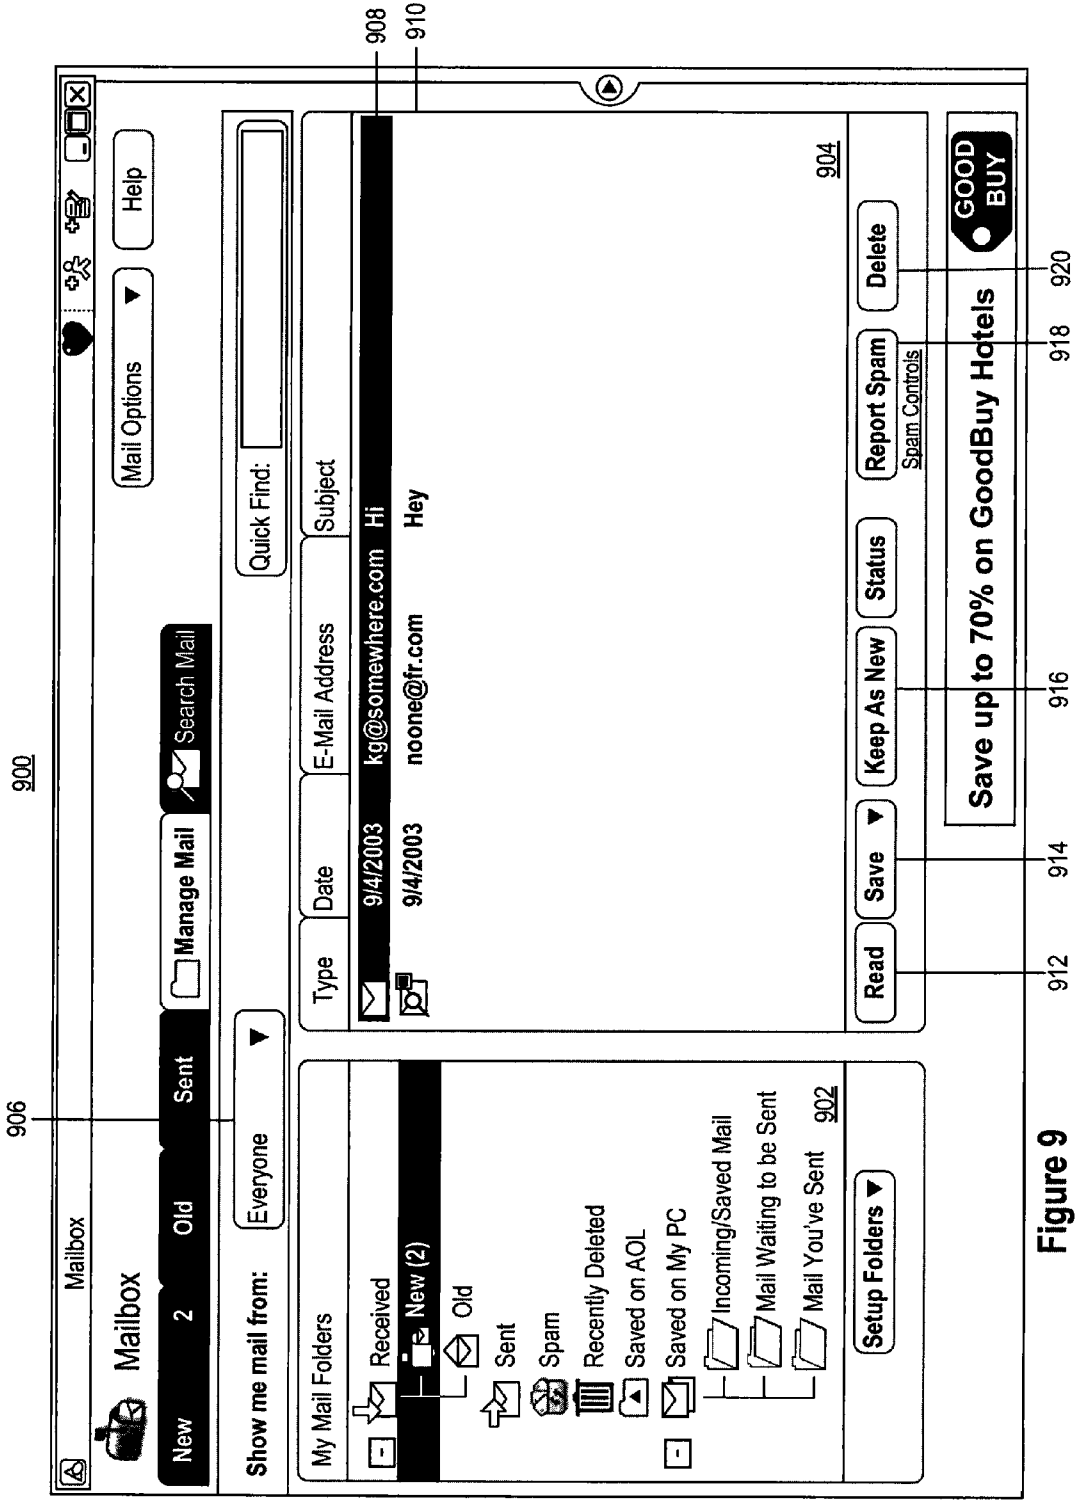 900
Mailbox
Mailbox
Mail Options ▼
Help
New 2
Old
Sent
Manage Mail
Search Mail
906
Show me mail from:
Everyone ▼
Quick Find:
My Mail Folders
Received
New (2)
Old
Sent
Spam
Recently Deleted
Saved on AOL
Saved on My PC
Incoming/Saved Mail
Mail Waiting to be Sent
Mail You've Sent
902
Setup Folders ▼
Type Date E-Mail Address Subject
9/4/2003 kg@somewhere.com Hi
908
9/4/2003 noone@fr.com Hey
910
904
Read
Save ▼
Keep As New
Status
Report Spam
Delete
Spam Controls
Save up to 70% on GoodBuy Hotels
GOOD
BUY
912
914
916
918
920
Figure 9